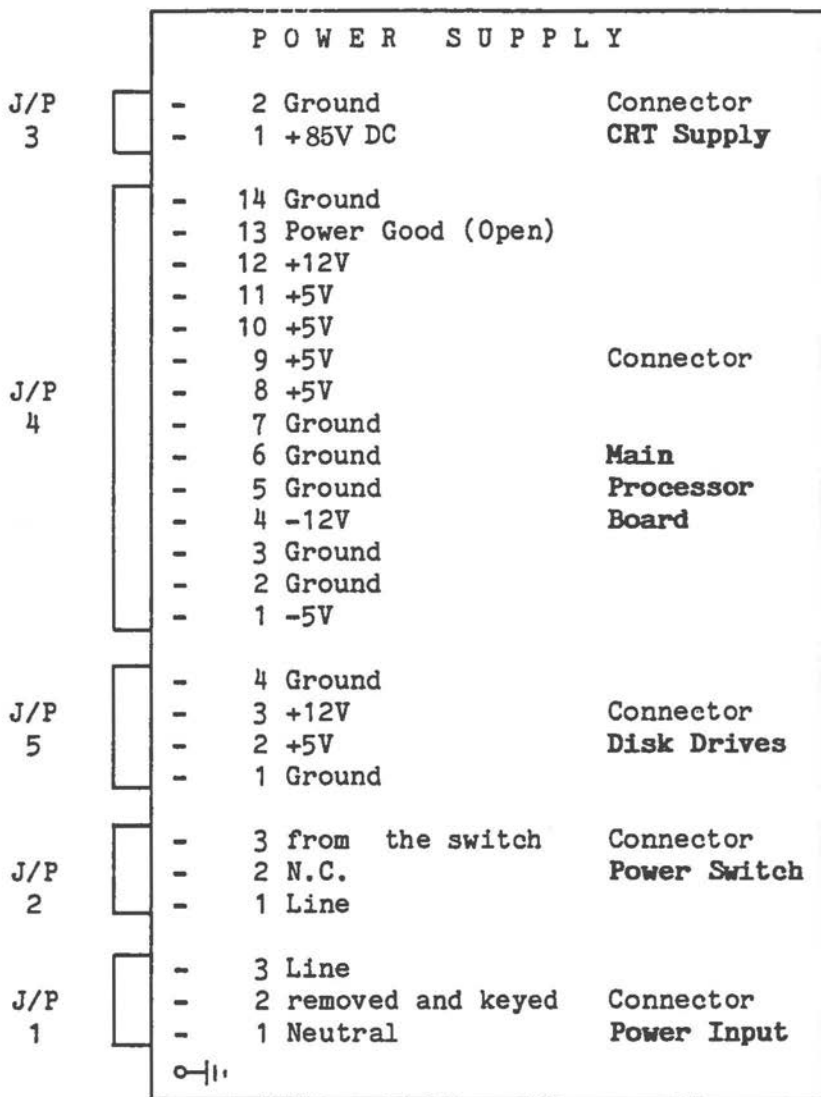 P O W E R   S U P P L Y
J/P 3
- 2 Ground Connector
- 1 +85V DC CRT Supply
J/P 4
- 14 Ground
- 13 Power Good (Open)
- 12 +12V
- 11 +5V
- 10 +5V
- 9 +5V Connector
- 8 +5V
- 7 Ground
- 6 Ground Main
- 5 Ground Processor
- 4 -12V Board
- 3 Ground
- 2 Ground
- 1 -5V
J/P 5
- 4 Ground
- 3 +12V Connector
- 2 +5V Disk Drives
- 1 Ground
J/P 2
- 3 from the switch Connector
- 2 N.C. Power Switch
- 1 Line
J/P 1
- 3 Line
- 2 removed and keyed Connector
- 1 Neutral Power Input